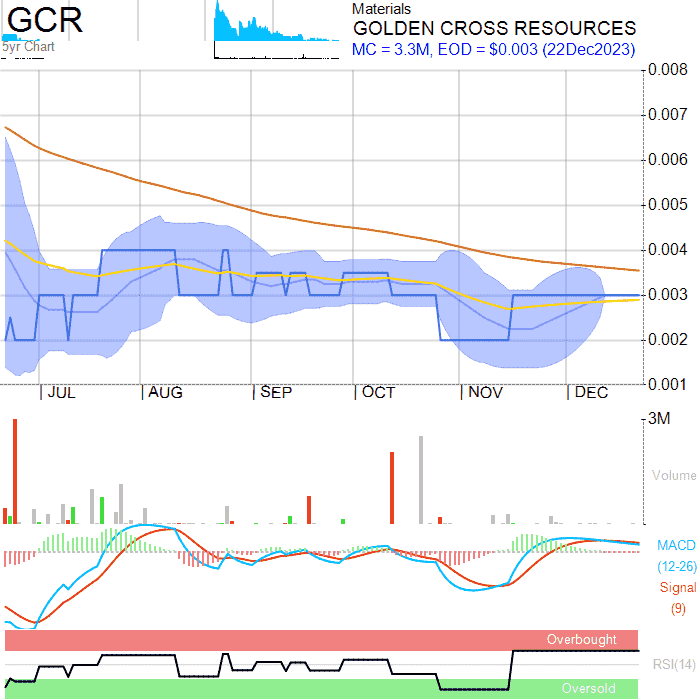 GCR
5yr Chart
Materials
GOLDEN CROSS RESOURCES
MC = 3.3M, EOD = $0.003 (22Dec2023)
0.008
0.007
0.006
0.005
0.004
0.003
0.002
0.001
JUL AUG SEP OCT NOV DEC
3M
Volume
MACD
(12-26)
Signal
(9)
Overbought
RSI(14)
Oversold